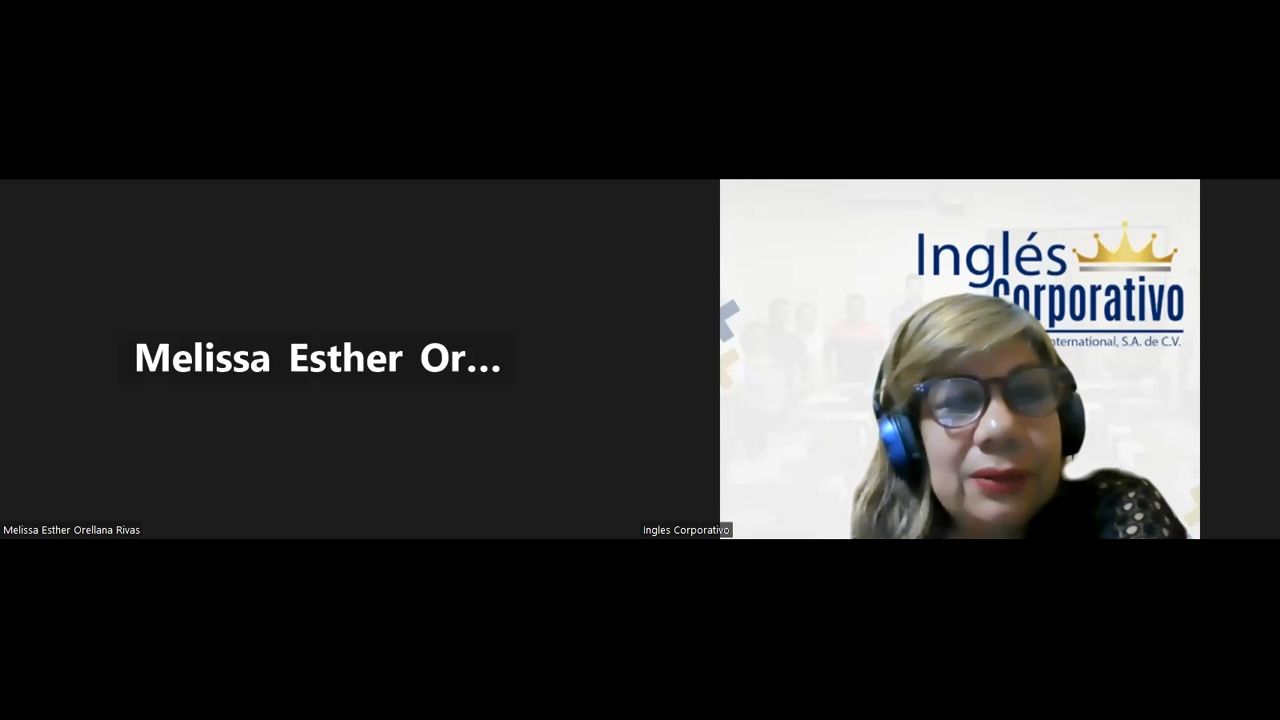 Melissa Esther Or...
Melissa Esther Orellana Rivas
Inglés
Corporativo
International, S.A. de C.V.
Ingles Corporativo